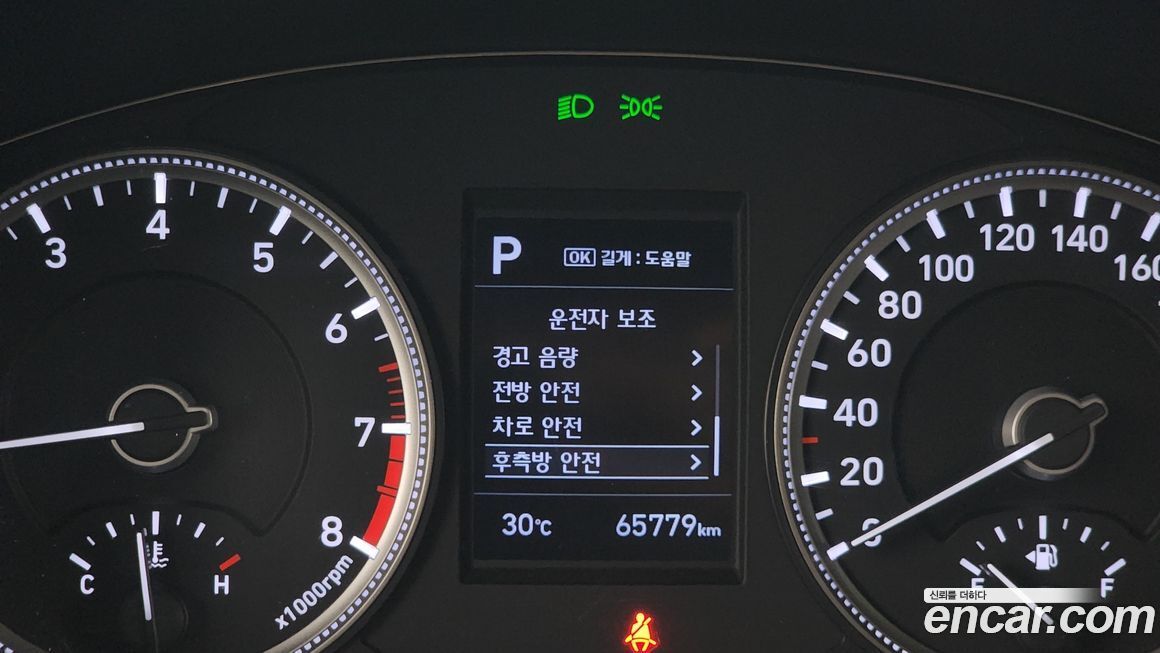 P
OK 길게 : 도움말
운전자 보조
경고 음량
전방 안전
차로 안전
후측방 안전
30℃
65779km
3
4
5
6
7
8
x1000rpm
C
H
0
20
40
60
80
100
120
140
160
E
F
신뢰를 더하다
encar.com